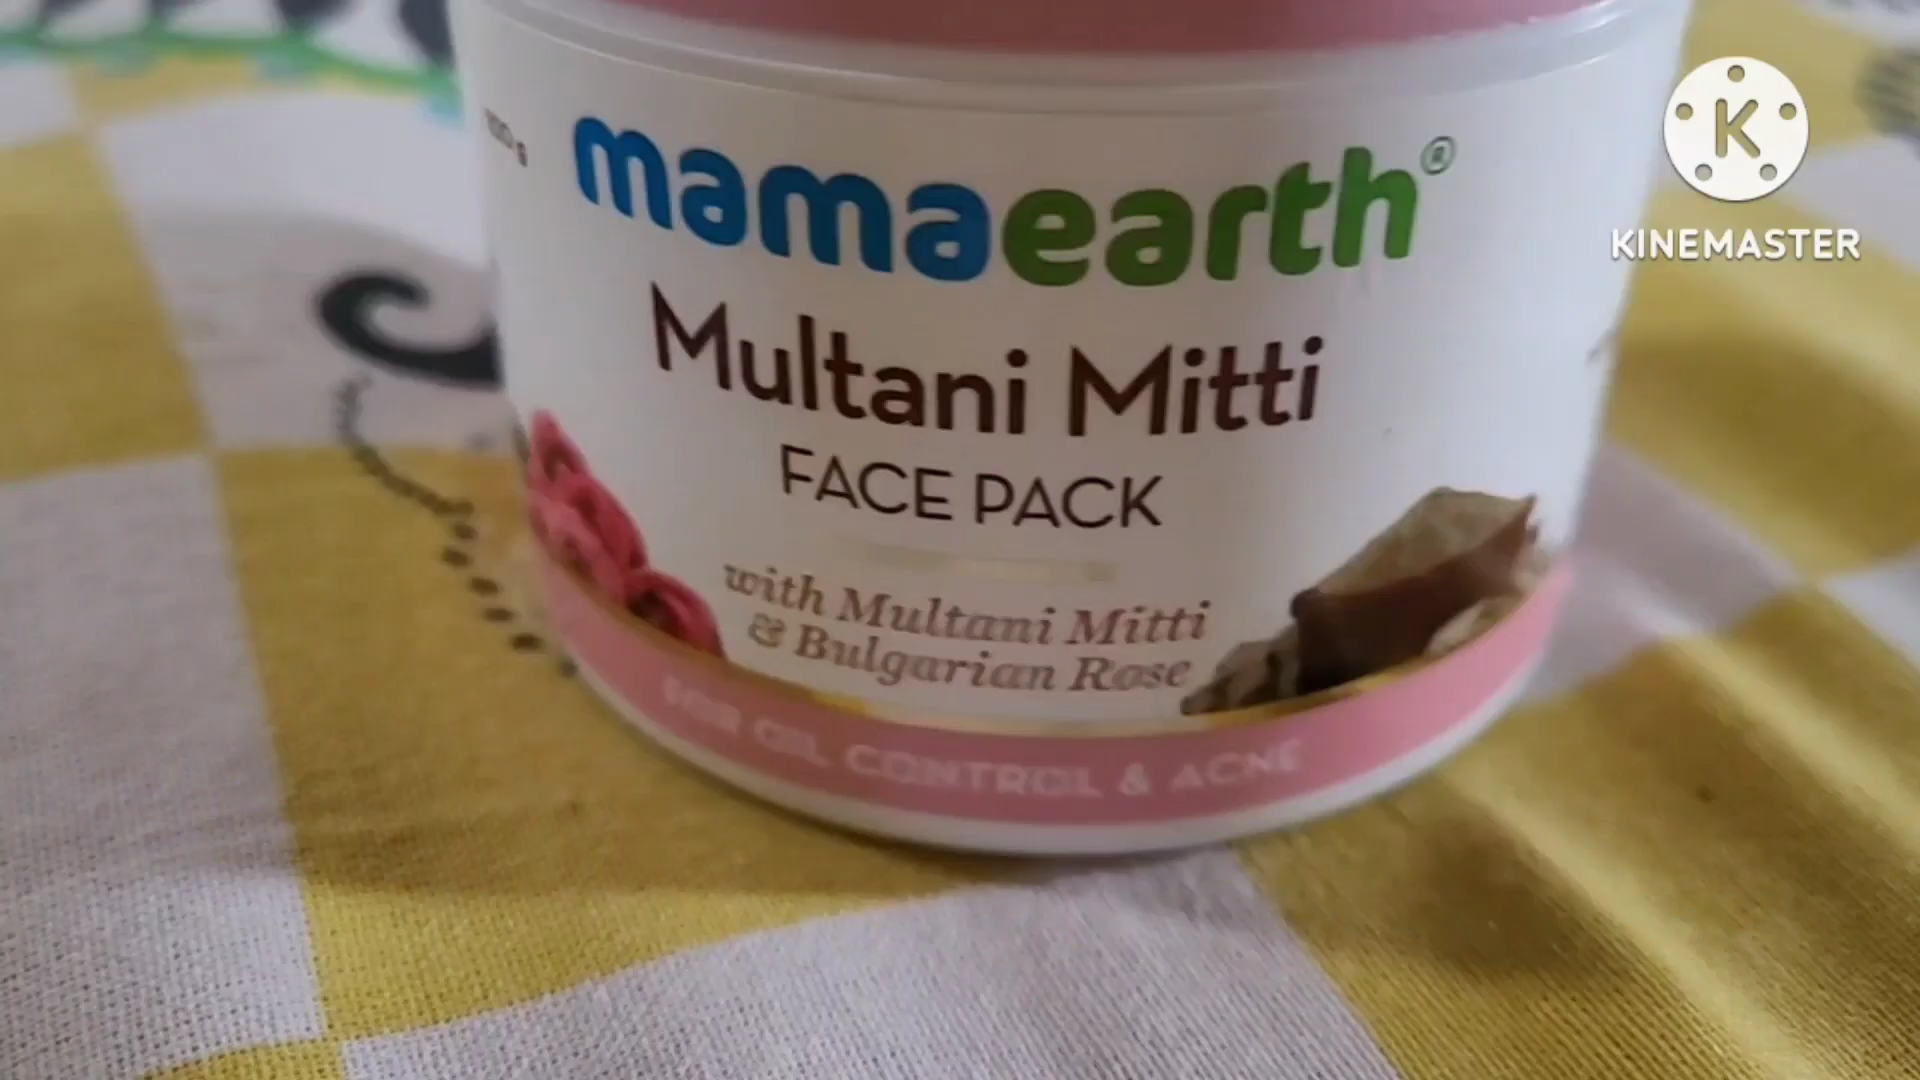 mamaearth®
Multani Mitti
FACE PACK
with Multani Mitti
& Bulgarian Rose
FOR OIL CONTROL & ACNE
K
KINEMASTER